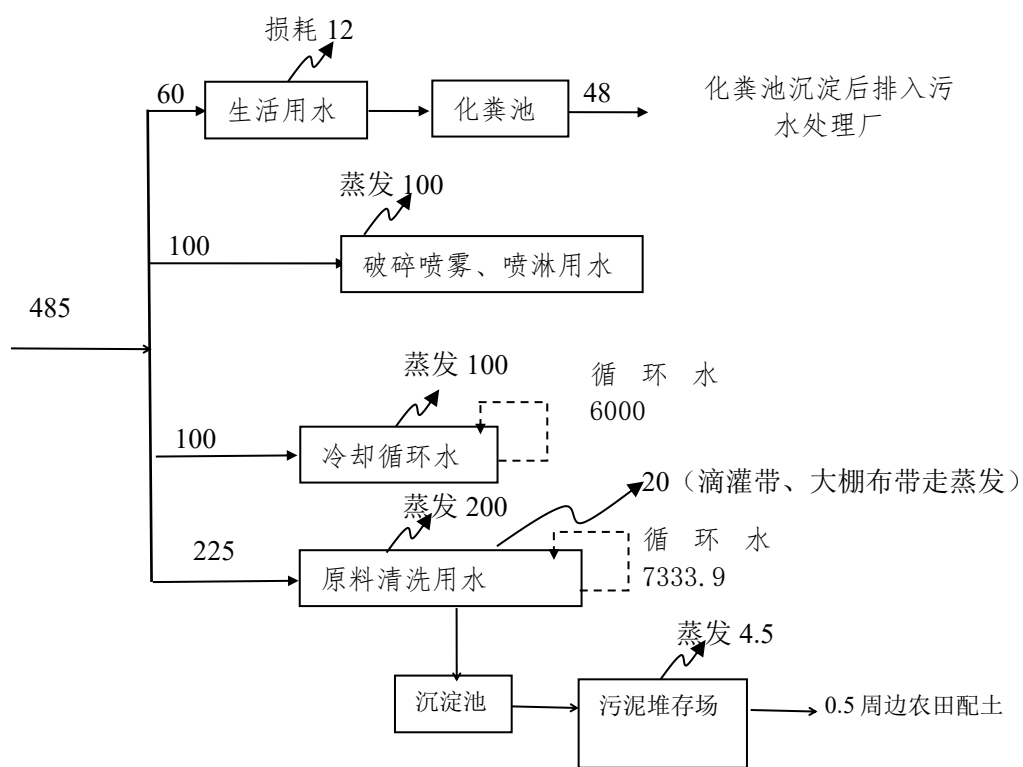 损耗 12
60
生活用水
化粪池
48
化粪池沉淀后排入污
水处理厂
蒸发 100
100
破碎喷雾、喷淋用水
485
蒸发 100
循 环 水
6000
100
冷却循环水
20（滴灌带、大棚布带走蒸发）
蒸发 200
循 环 水
7333.9
225
原料清洗用水
蒸发 4.5
沉淀池
污泥堆存场
0.5 周边农田配土